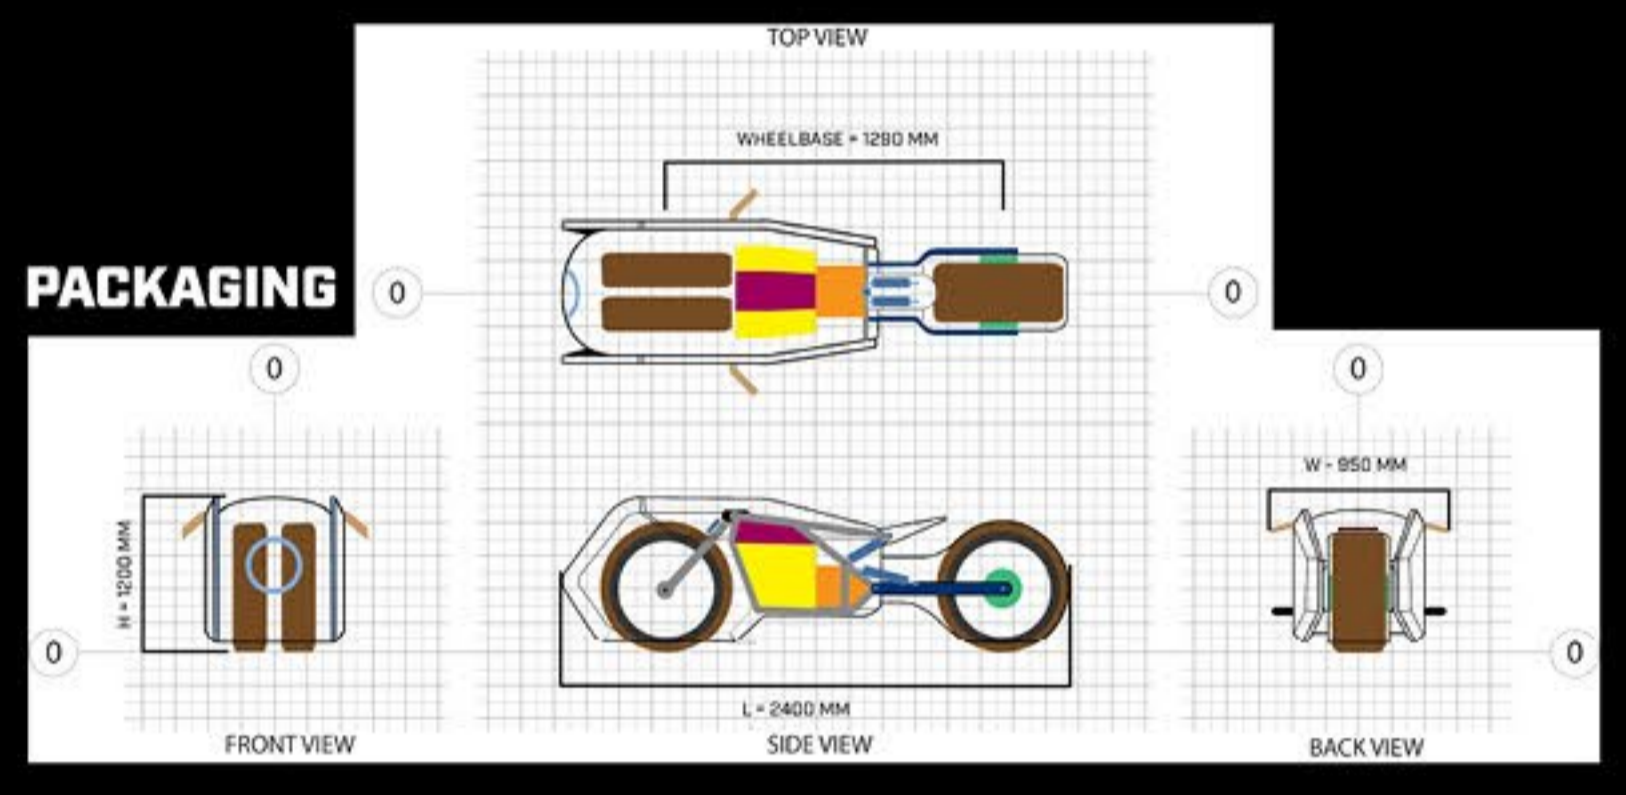 TOP VIEW
WHEELBASE = 1280 MM
PACKAGING
0
0
0
0
W - 950 MM
H = 1200 MM
0
0
L = 2400 MM
FRONT VIEW
SIDE VIEW
BACK VIEW